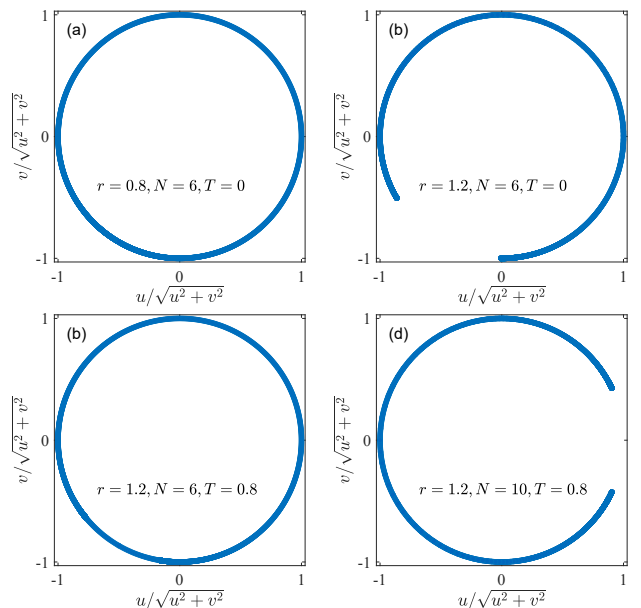 (a)
1
0
-1
v/√u² + v²
r = 0.8, N = 6, T = 0
-1
0
1
u/√u² + v²
(b)
1
0
-1
v/√u² + v²
r = 1.2, N = 6, T = 0
-1
0
1
u/√u² + v²
(b)
1
0
-1
v/√u² + v²
r = 1.2, N = 6, T = 0.8
-1
0
1
u/√u² + v²
(d)
1
0
-1
v/√u² + v²
r = 1.2, N = 10, T = 0.8
-1
0
1
u/√u² + v²